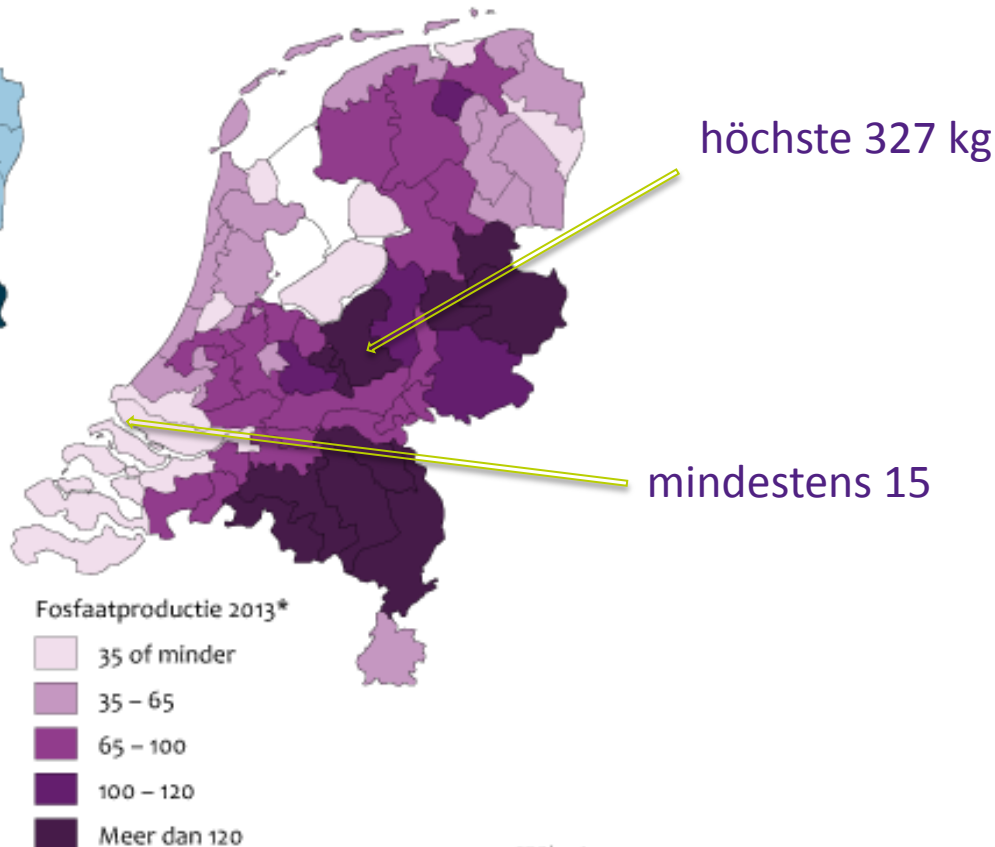 höchste 327 kg
mindestens 15
Fosfaatproductie 2013*
35 of minder
35 – 65
65 – 100
100 – 120
Meer dan 120